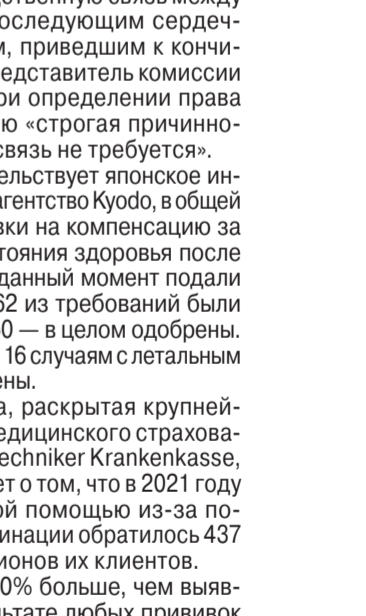 дственную связь между
оследующим сердеч-
м, приведшим к кончи-
едставитель комиссии
ри определении права
ю «строгая причинно-
связь не требуется».
ельствует японское ин-
агентство Kyodo, в общей
вки на компенсацию за
тояния здоровья после
данный момент подали
62 из требований были
0 — в целом одобрены.
16 случаям с летальным
ены.
а, раскрытая крупней-
едицинского страхова-
echniker Krankenkasse,
ет о том, что в 2021 году
ой помощью из-за по-
инации обратилось 437
ионов их клиентов.
0% больше, чем выяв-
льтате любых прививок